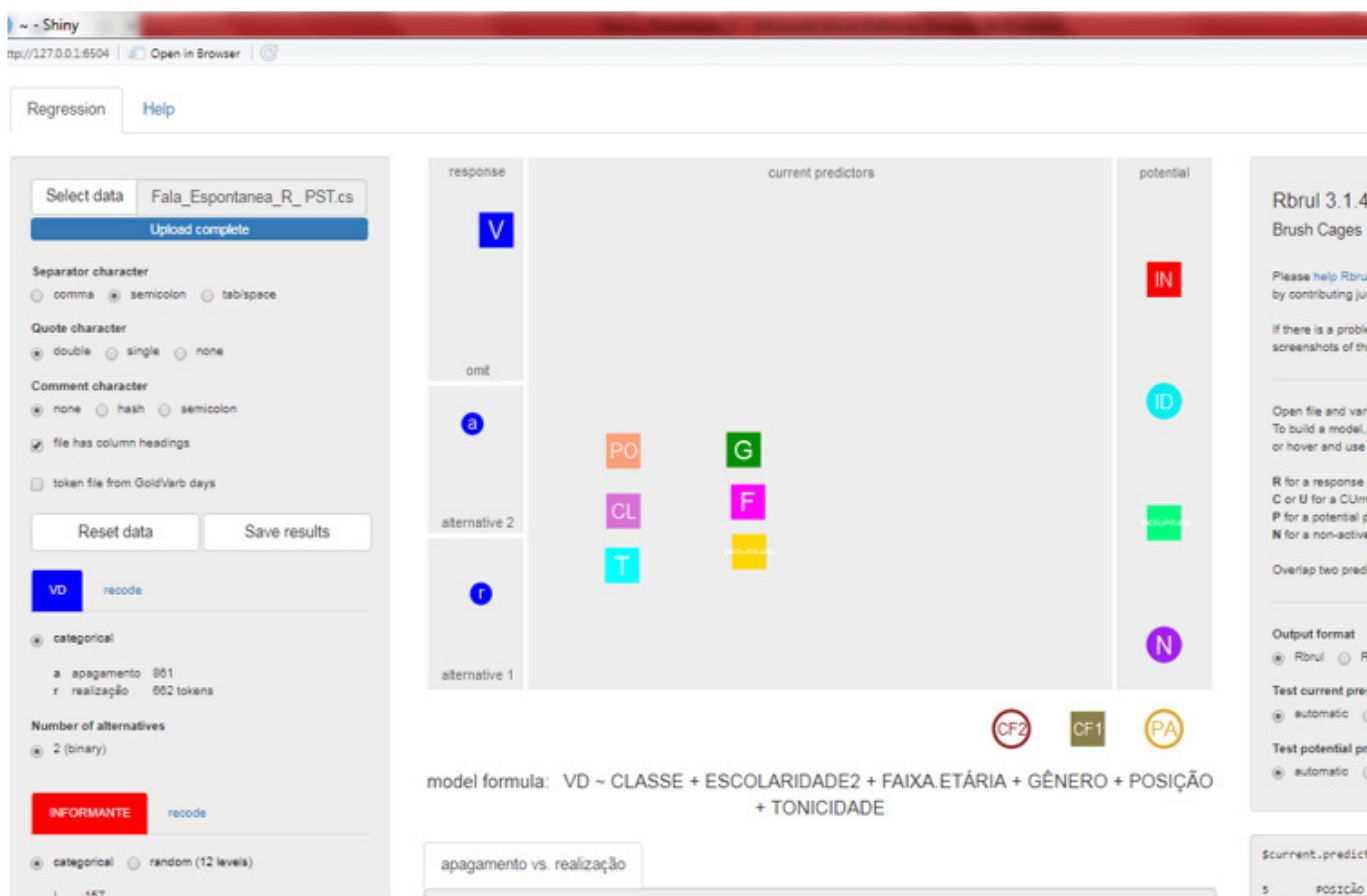 ~ - Shiny
ttp://127.0.0.1:6504 Open in Browser
Regression Help
Select data Fala_Espontanea_R_ PST.cs
Upload complete
Separator character
comma semicolon tab/space
Quote character
double single none
Comment character
none hash semicolon
file has column headings
token file from GoldVarb days
Reset data Save results
VD recode
categorical
a apagamento 861
r realização 662 tokens
Number of alternatives
2 (binary)
INFORMANTE recode
categorical random (12 levels)
157
response current predictors potential
V
IN
omit
ID
a
PO G
CL F
alternative 2
T
r
N
alternative 1
CF2 CF1 PA
model formula: VD ~ CLASSE + ESCOLARIDADE2 + FAIXA.ETÁRIA + GÊNERO + POSIÇÃO
+ TONICIDADE
apagamento vs. realização
Rbrul 3.1.4
Brush Cages
Please help Rbru
by contributing ju
If there is a proble
screenshots of th
Open file and var
To build a model,
or hover and use
R for a response
C or U for a CUr
P for a potential p
N for a non-active
Overlap two pred
Output format
Rbrul R
Test current pre
automatic
Test potential pr
automatic
$current.predict
5 POSIÇÃO